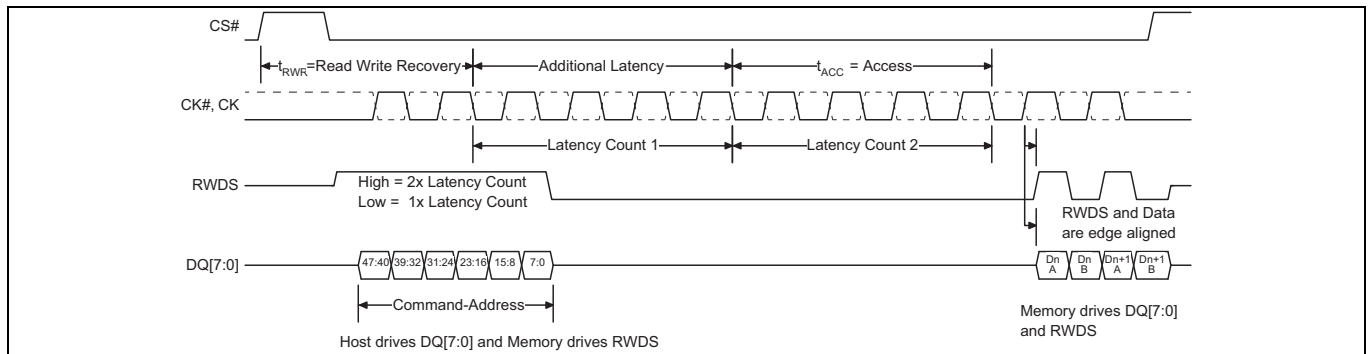 CS#
tRWR=Read Write Recovery
Additional Latency
tACC = Access
CK#, CK
Latency Count 1
Latency Count 2
RWDS
High = 2x Latency Count
Low = 1x Latency Count
RWDS and Data
are edge aligned
DQ[7:0]
47:40
39:32
31:24
23:16
15:8
7:0
Dn
A
Dn
B
Dn+1
A
Dn+1
B
Command-Address
Memory drives DQ[7:0]
and RWDS
Host drives DQ[7:0] and Memory drives RWDS